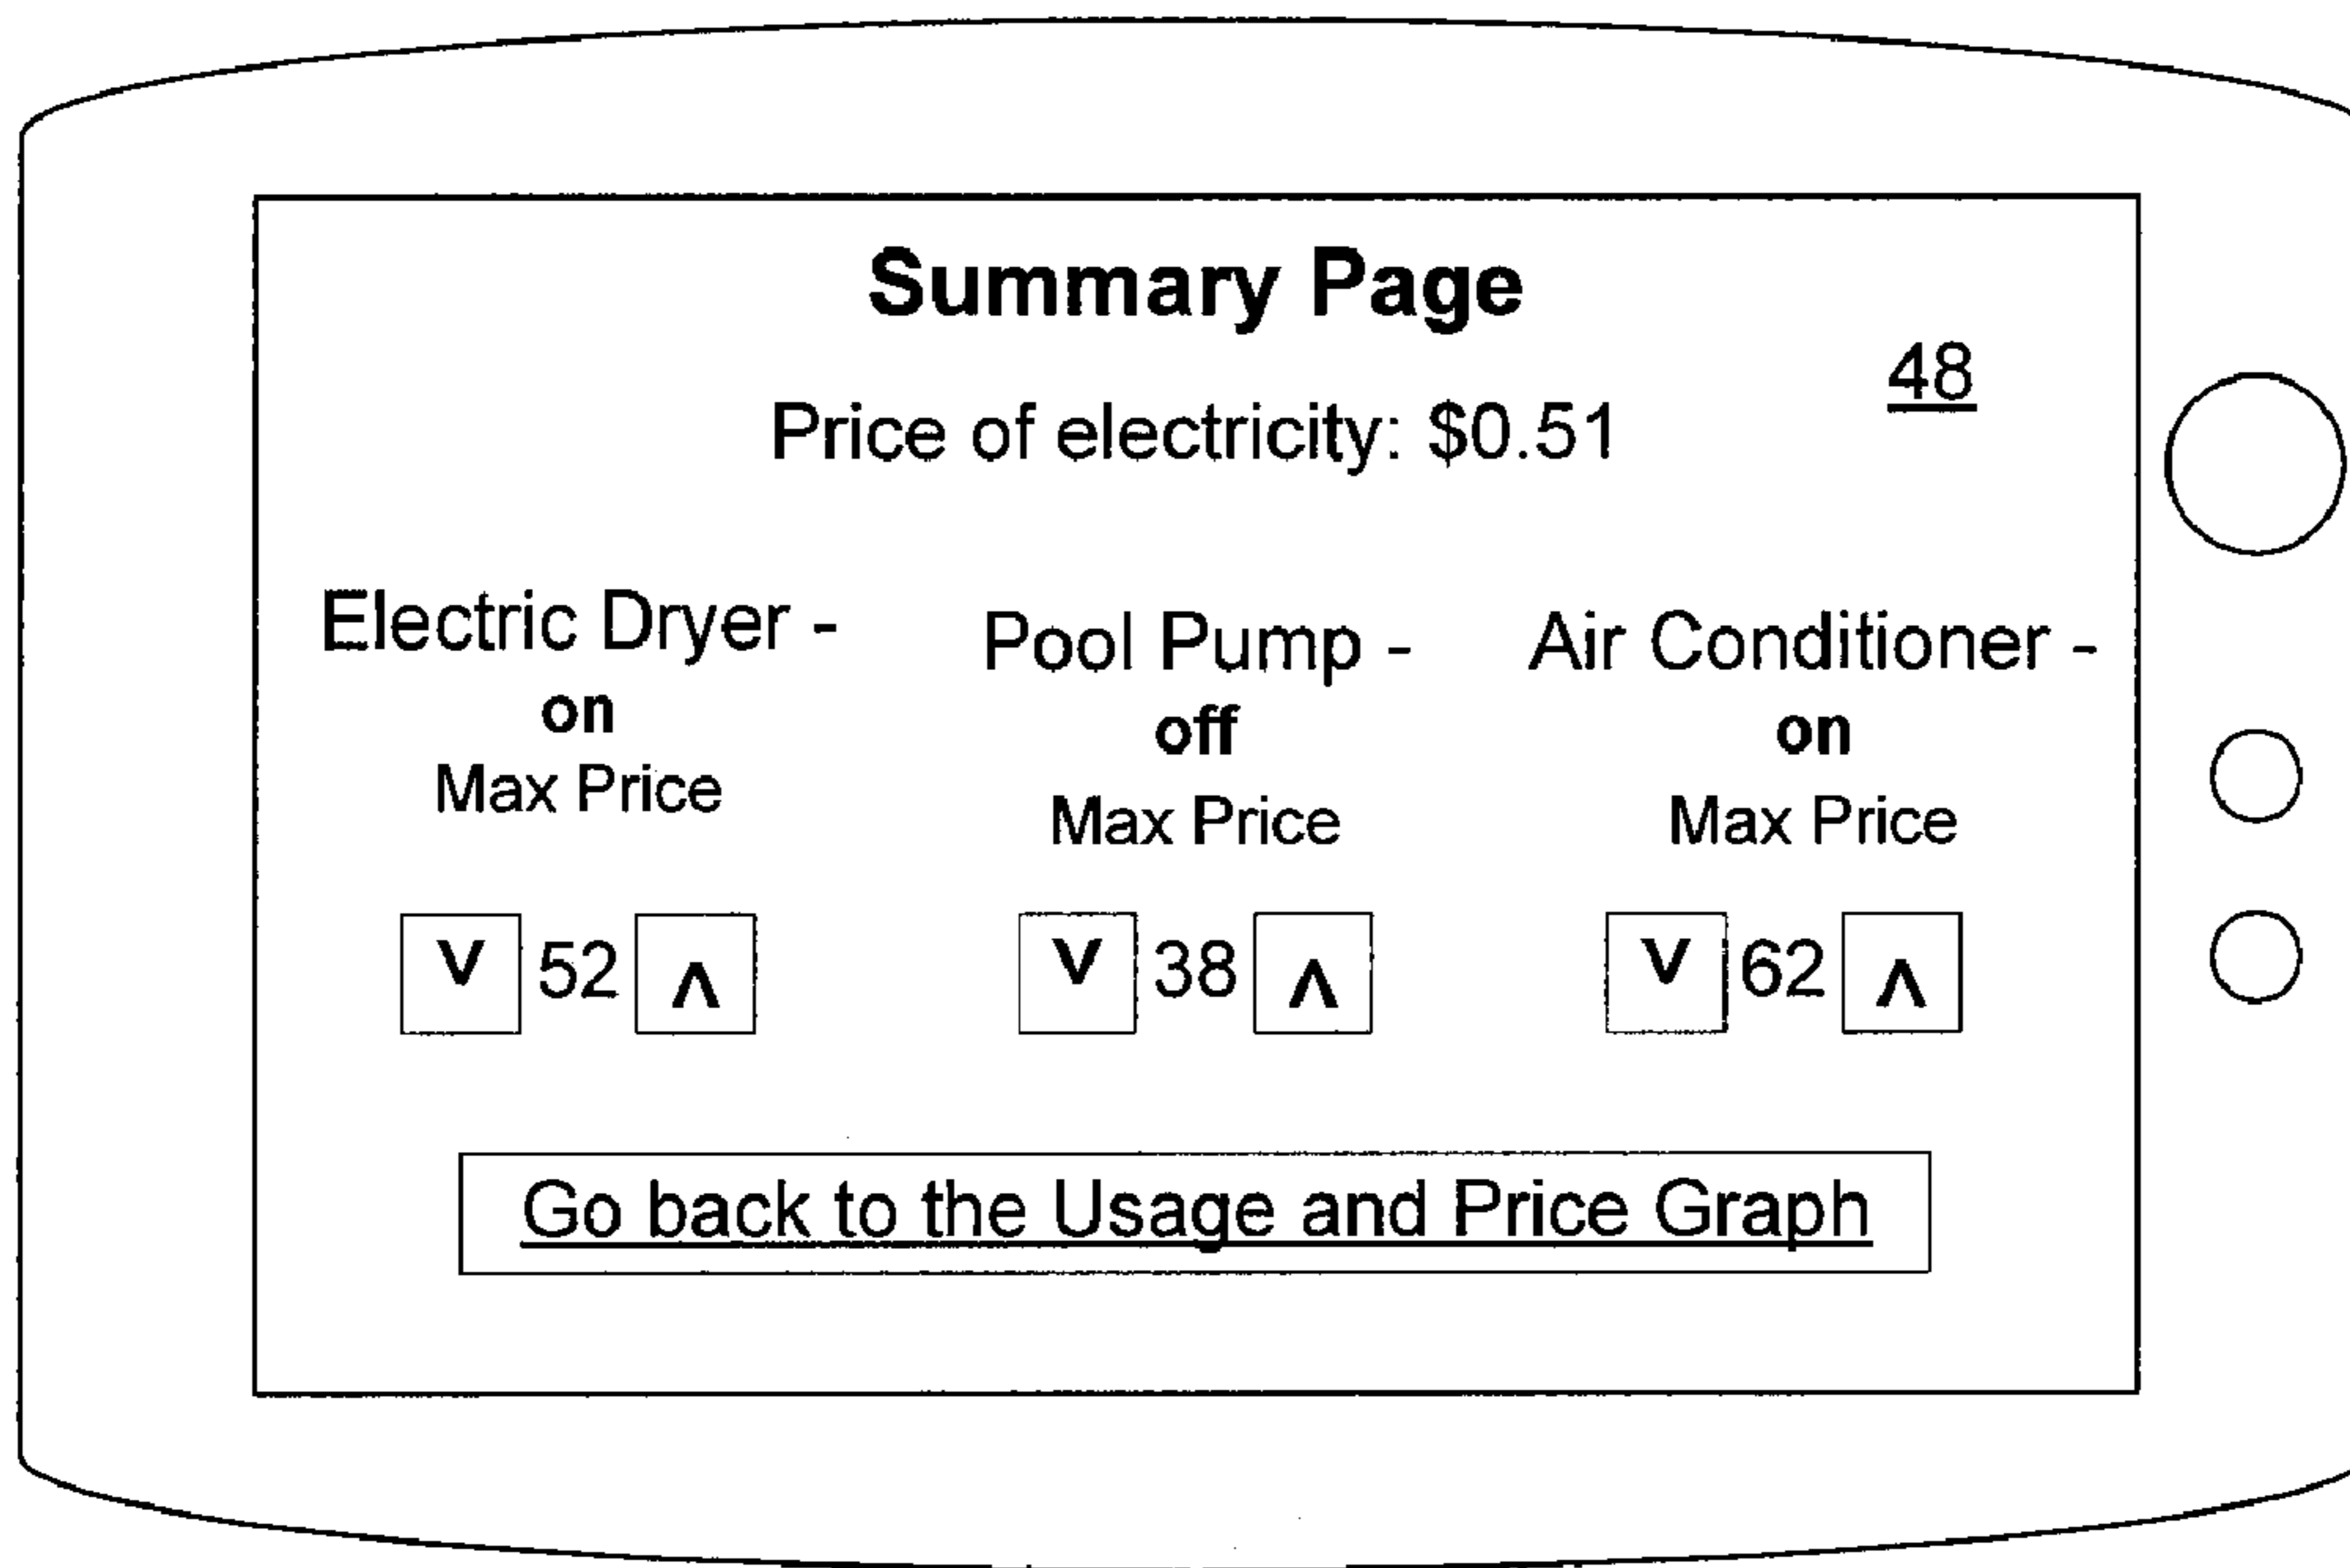 Summary Page
48
Price of electricity: $0.51
Electric Dryer -
on
Max Price
V 52 Λ
Pool Pump -
off
Max Price
V 38 Λ
Air Conditioner -
on
Max Price
V 62 Λ
Go back to the Usage and Price Graph